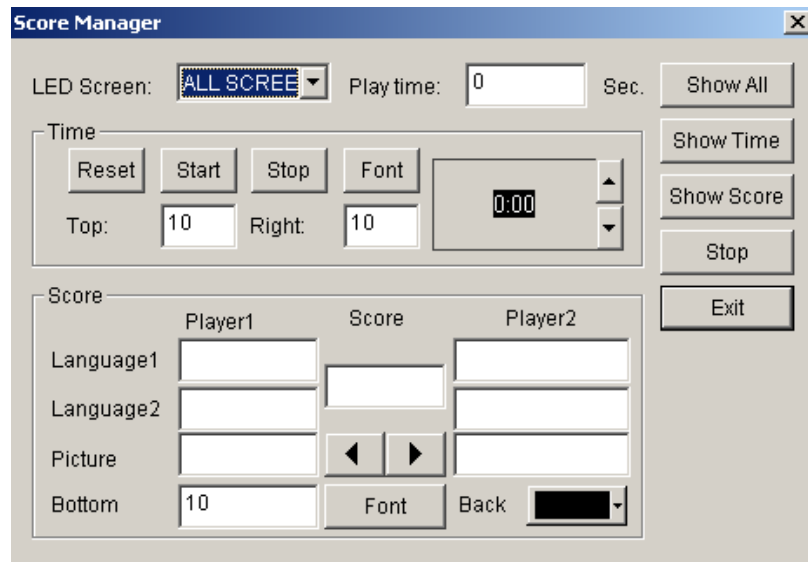 Score Manager
LED Screen: ALL SCREE Play time: 0 Sec. Show All
Time
Show Time
Reset Start Stop Font
0:00
Show Score
Top: 10 Right: 10
Stop
Score
Exit
Player1 Score Player2
Language1
Language2
Picture
Bottom 10 Font Back